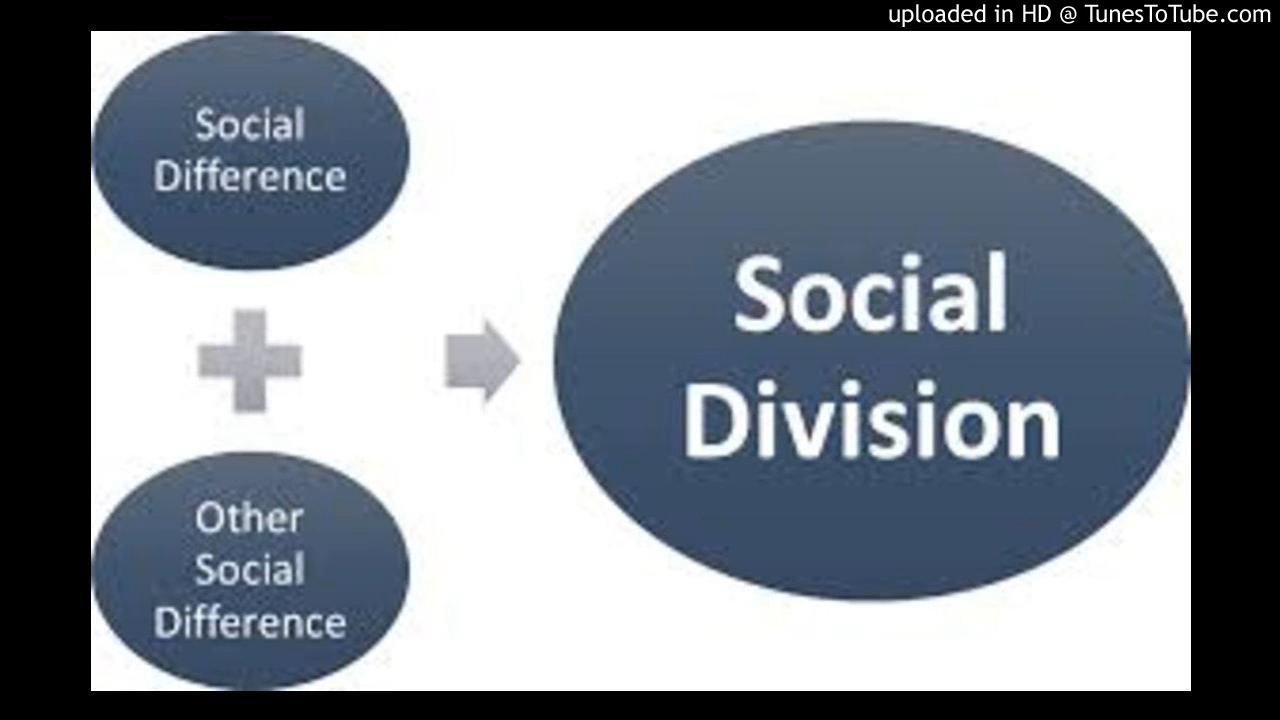 uploaded in HD @ TunesToTube.com
Social
Difference
Other
Social
Difference
Social
Division